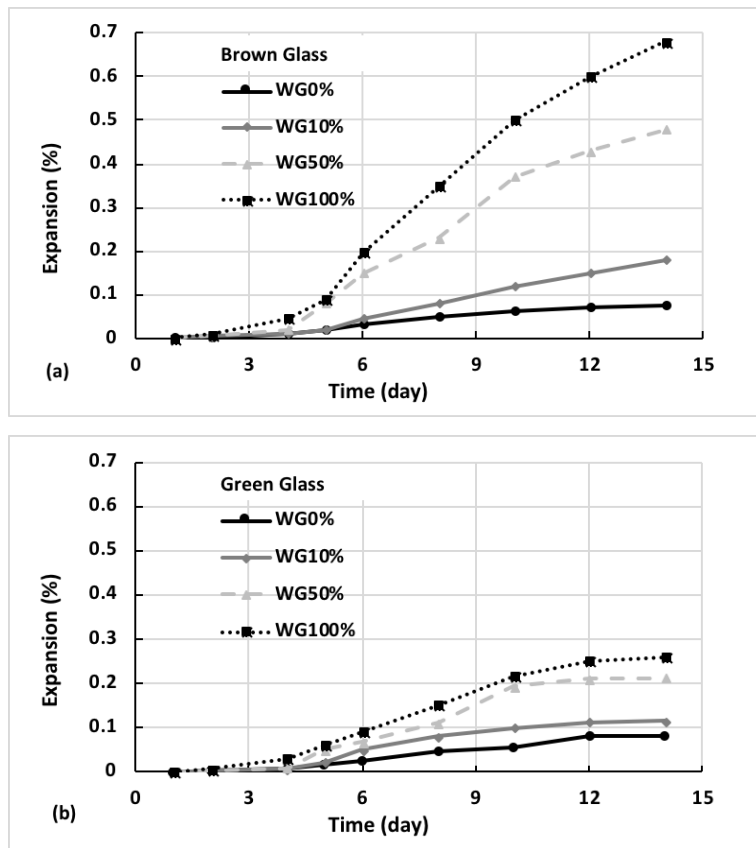 0.7
Brown Glass
0.6
WG0%
0.5
WG10%
0.4
WG50%
0.3
WG100%
0.2
0.1
0
Expansion (%)
(a)
0 3 6 9 12 15
Time (day)
0.7
Green Glass
0.6
WG0%
0.5
WG10%
0.4
WG50%
0.3
WG100%
0.2
0.1
0
Expansion (%)
0 3 6 9 12 15
(b)
Time (day)